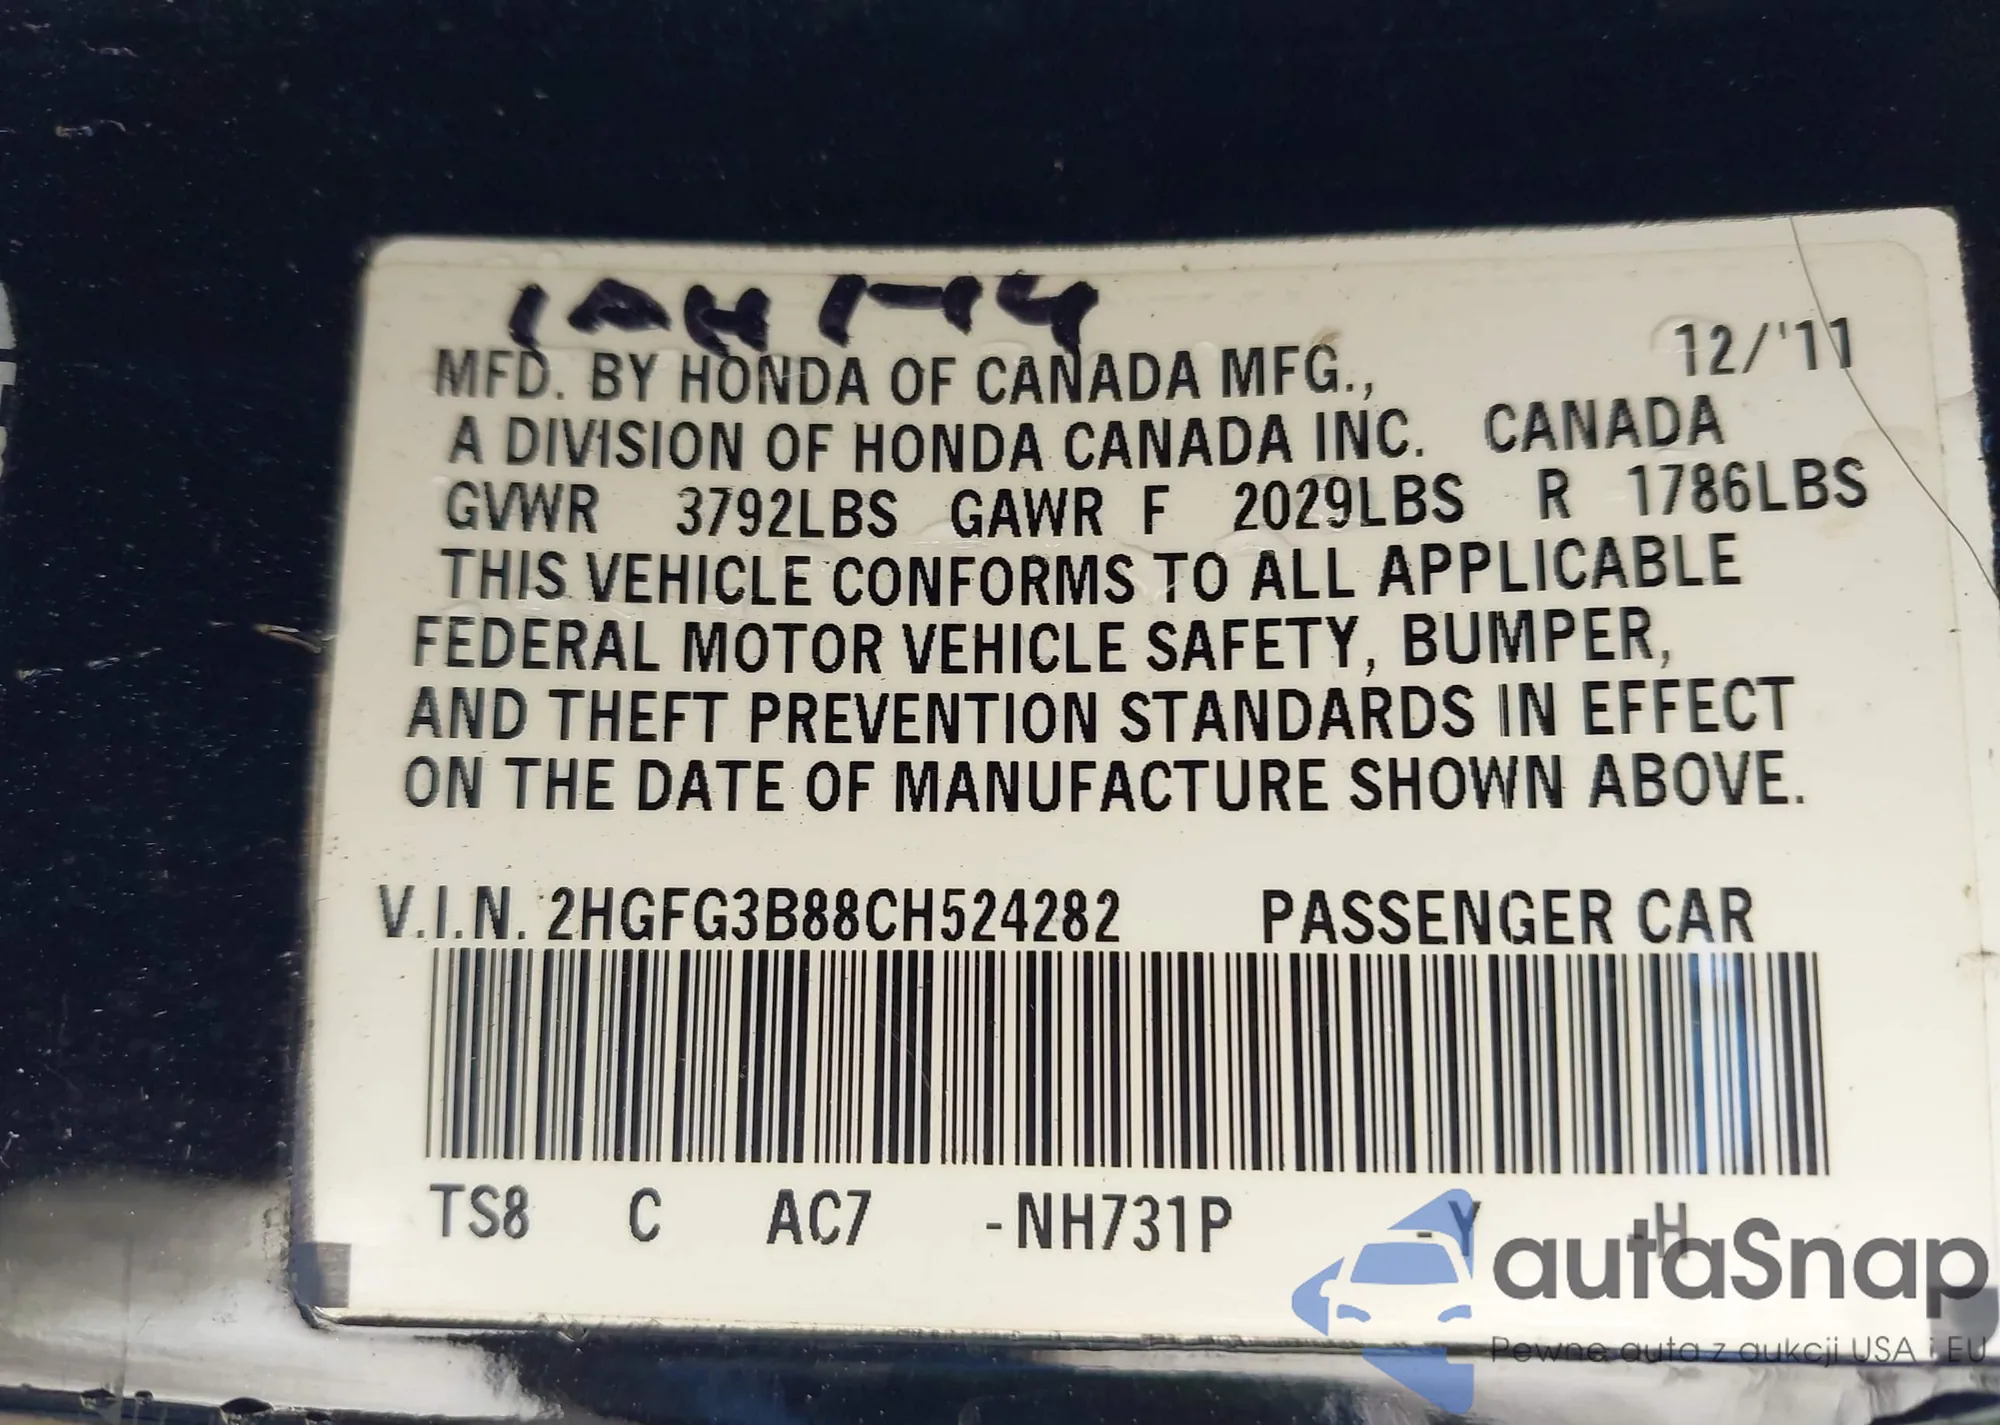 12/'11
MFD. BY HONDA OF CANADA MFG.,
A DIVISION OF HONDA CANADA INC. CANADA
GVWR 3792LBS GAWR F 2029LBS R 1786LBS
THIS VEHICLE CONFORMS TO ALL APPLICABLE
FEDERAL MOTOR VEHICLE SAFETY, BUMPER,
AND THEFT PREVENTION STANDARDS IN EFFECT
ON THE DATE OF MANUFACTURE SHOWN ABOVE.
V.I.N. 2HGFG3B88CH524282 PASSENGER CAR
TS8 C AC7 -NH731P -Y -H
autaSnap
Pewne auta z aukcji USA i EU